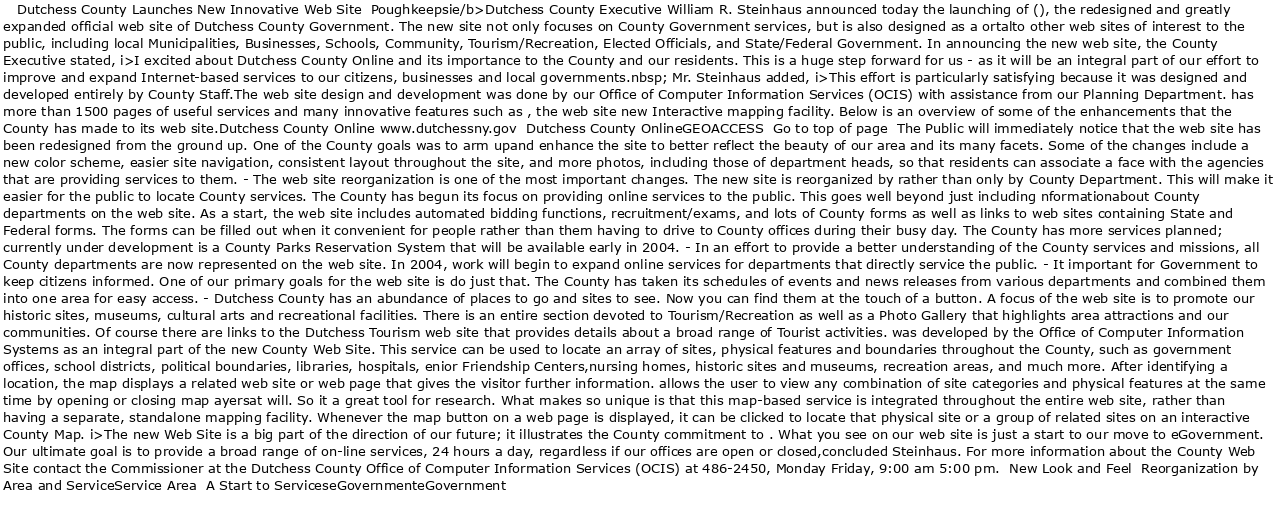 Dutchess County Launches New Innovative Web Site  Poughkeepsie/b>Dutchess County Executive William R. Steinhaus announced today the launching of (), the redesigned and greatly
expanded official web site of Dutchess County Government. The new site not only focuses on County Government services, but is also designed as a ortalto other web sites of interest to the
public, including local Municipalities, Businesses, Schools, Community, Tourism/Recreation, Elected Officials, and State/Federal Government. In announcing the new web site, the County
Executive stated, i>I excited about Dutchess County Online and its importance to the County and our residents. This is a huge step forward for us - as it will be an integral part of our effort to
improve and expand Internet-based services to our citizens, businesses and local governments.nbsp; Mr. Steinhaus added, i>This effort is particularly satisfying because it was designed and
developed entirely by County Staff.The web site design and development was done by our Office of Computer Information Services (OCIS) with assistance from our Planning Department. has
more than 1500 pages of useful services and many innovative features such as , the web site new Interactive mapping facility. Below is an overview of some of the enhancements that the
County has made to its web site.Dutchess County Online www.dutchessny.gov  Dutchess County OnlineGEOACCESS  Go to top of page  The Public will immediately notice that the web site has
been redesigned from the ground up. One of the County goals was to arm upand enhance the site to better reflect the beauty of our area and its many facets. Some of the changes include a
new color scheme, easier site navigation, consistent layout throughout the site, and more photos, including those of department heads, so that residents can associate a face with the agencies
that are providing services to them. - The web site reorganization is one of the most important changes. The new site is reorganized by rather than only by County Department. This will make it
easier for the public to locate County services. The County has begun its focus on providing online services to the public. This goes well beyond just including nformationabout County
departments on the web site. As a start, the web site includes automated bidding functions, recruitment/exams, and lots of County forms as well as links to web sites containing State and
Federal forms. The forms can be filled out when it convenient for people rather than them having to drive to County offices during their busy day. The County has more services planned;
currently under development is a County Parks Reservation System that will be available early in 2004. - In an effort to provide a better understanding of the County services and missions, all
County departments are now represented on the web site. In 2004, work will begin to expand online services for departments that directly service the public. - It important for Government to
keep citizens informed. One of our primary goals for the web site is do just that. The County has taken its schedules of events and news releases from various departments and combined them
into one area for easy access. - Dutchess County has an abundance of places to go and sites to see. Now you can find them at the touch of a button. A focus of the web site is to promote our
historic sites, museums, cultural arts and recreational facilities. There is an entire section devoted to Tourism/Recreation as well as a Photo Gallery that highlights area attractions and our
communities. Of course there are links to the Dutchess Tourism web site that provides details about a broad range of Tourist activities. was developed by the Office of Computer Information
Systems as an integral part of the new County Web Site. This service can be used to locate an array of sites, physical features and boundaries throughout the County, such as government
offices, school districts, political boundaries, libraries, hospitals, enior Friendship Centers,nursing homes, historic sites and museums, recreation areas, and much more. After identifying a
location, the map displays a related web site or web page that gives the visitor further information. allows the user to view any combination of site categories and physical features at the same
time by opening or closing map ayersat will. So it a great tool for research. What makes so unique is that this map-based service is integrated throughout the entire web site, rather than
having a separate, standalone mapping facility. Whenever the map button on a web page is displayed, it can be clicked to locate that physical site or a group of related sites on an interactive
County Map. i>The new Web Site is a big part of the direction of our future; it illustrates the County commitment to . What you see on our web site is just a start to our move to eGovernment.
Our ultimate goal is to provide a broad range of on-line services, 24 hours a day, regardless if our offices are open or closed,concluded Steinhaus. For more information about the County Web
Site contact the Commissioner at the Dutchess County Office of Computer Information Services (OCIS) at 486-2450, Monday Friday, 9:00 am 5:00 pm.  New Look and Feel  Reorganization by
Area and ServiceService Area  A Start to ServiceseGovernmenteGovernment